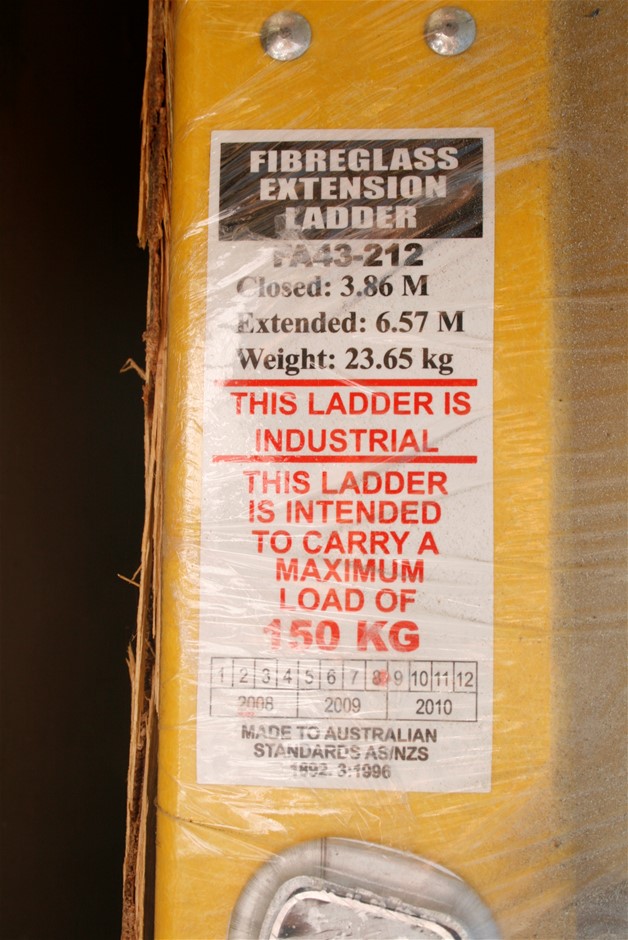 FIBREGLASS
EXTENSION
LADDER
FA43-212
Closed: 3.86 M
Extended: 6.57 M
Weight: 23.65 kg
THIS LADDER IS
INDUSTRIAL
THIS LADDER
IS INTENDED
TO CARRY A
MAXIMUM
LOAD OF
150 KG
1 2 3 4 5 6 7 8 9 10 11 12
2008 2009 2010
MADE TO AUSTRALIAN
STANDARDS AS/NZS
1892. 3:1996